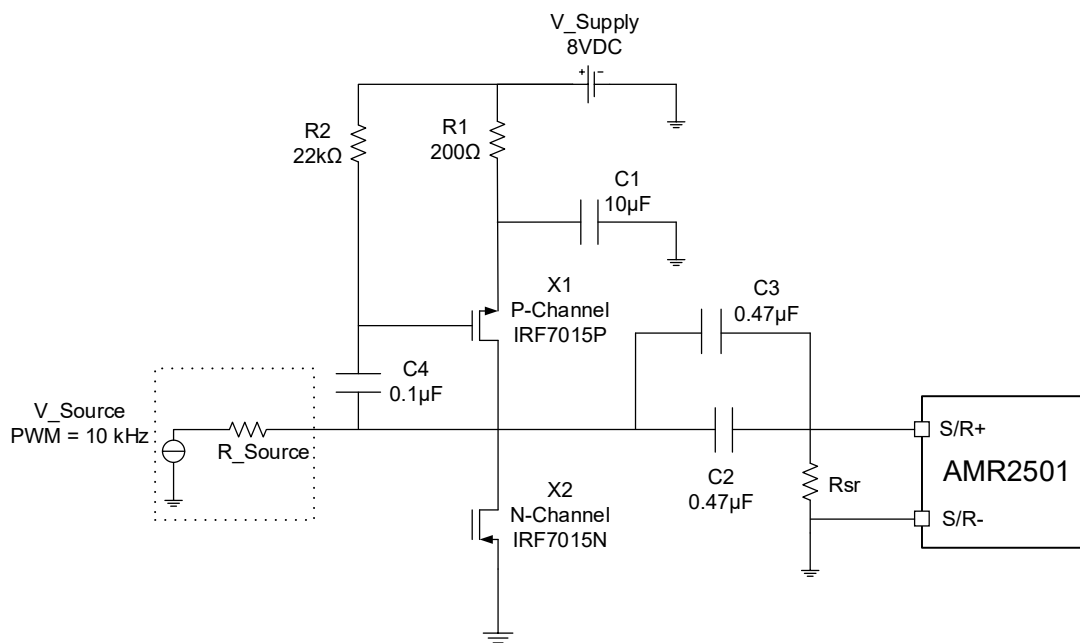 V_Supply
8VDC
+ -
R2
22kΩ
R1
200Ω
C1
10µF
X1
P-Channel
IRF7015P
C3
0.47µF
C4
0.1µF
V_Source
PWM = 10 kHz
R_Source
C2
0.47µF
Rsr
S/R+
AMR2501
S/R-
X2
N-Channel
IRF7015N